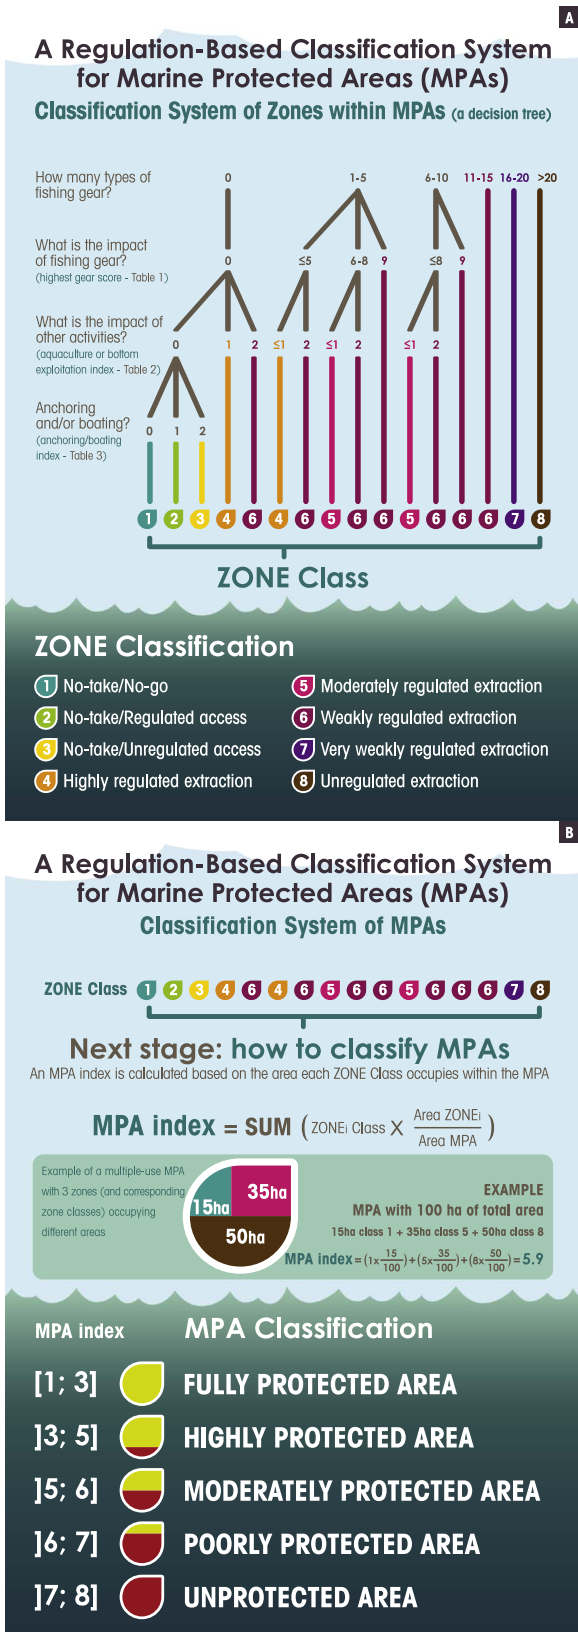 A
A Regulation-Based Classification System
for Marine Protected Areas (MPAs)
Classification System of Zones within MPAs (a decision tree)
How many types of
fishing gear?
0 1-5 6-10 11-15 16-20 >20
What is the impact
of fishing gear?
(highest gear score - Table 1)
0 ≤5 6-8 9 ≤8 9
What is the impact of
other activities?
(aquaculture or bottom
exploitation index - Table 2)
0 1 2 ≤1 2 ≤1 2 ≤1 2
Anchoring
and/or boating?
(anchoring/boating
index - Table 3)
0 1 2
1 2 3 4 6 4 6 5 6 6 5 6 6 6 7 8
ZONE Class
ZONE Classification
1 No-take/No-go
2 No-take/Regulated access
3 No-take/Unregulated access
4 Highly regulated extraction
5 Moderately regulated extraction
6 Weakly regulated extraction
7 Very weakly regulated extraction
8 Unregulated extraction
B
A Regulation-Based Classification System
for Marine Protected Areas (MPAs)
Classification System of MPAs
ZONE Class 1 2 3 4 6 4 6 5 6 6 5 6 6 6 7 8
Next stage: how to classify MPAs
An MPA index is calculated based on the area each ZONE Class occupies within the MPA
MPA index = SUM ( ZONEi Class X Area ZONEi / Area MPA )
Example of a multiple-use MPA
with 3 zones (and corresponding
zone classes) occupying
different areas
15ha
35ha
50ha
EXAMPLE
MPA with 100 ha of total area
15ha class 1 + 35ha class 5 + 50ha class 8
MPA index = (1x 15/100) + (5x 35/100) + (8x 50/100) = 5.9
MPA index MPA Classification
[1; 3] FULLY PROTECTED AREA
]3; 5] HIGHLY PROTECTED AREA
]5; 6] MODERATELY PROTECTED AREA
]6; 7] POORLY PROTECTED AREA
]7; 8] UNPROTECTED AREA